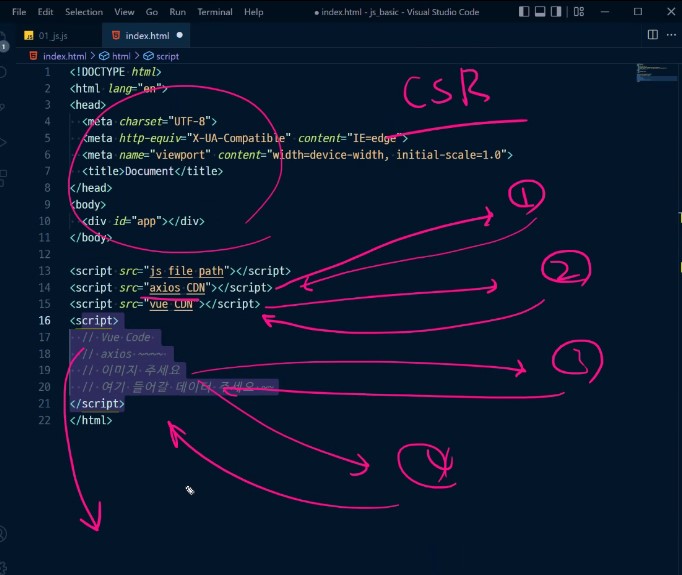 File Edit Selection View Go Run Terminal Help
● index.html - js_basic - Visual Studio Code
JS 01_js.js
index.html ●
index.html > html > script
1 <!DOCTYPE html>
2 <html lang="en">
3 <head>
4 <meta charset="UTF-8">
5 <meta http-equiv="X-UA-Compatible" content="IE=edge">
6 <meta name="viewport" content="width=device-width, initial-scale=1.0">
7 <title>Document</title>
8 </head>
9 <body>
10 <div id="app"></div>
11 </body>
12
13 <script src="js file path"></script>
14 <script src="axios CDN"></script>
15 <script src="vue CDN "></script>
16 <script>
17 // Vue Code
18 // axios ~~~~
19 // 이미지 주세요
20 // 여기 들어갈 데이터 주세요 ~~
21 </script>
22 </html>
CSR
1
2
3
4